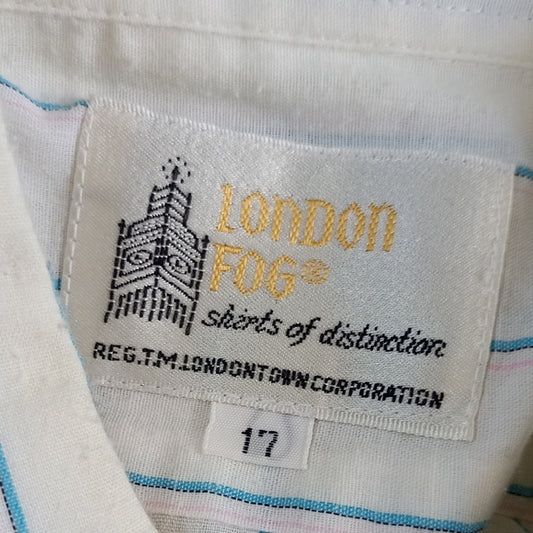 LONDON
FOG®
shirts of distinction
REG.T.M.LONDONTOWN CORPORATION
17